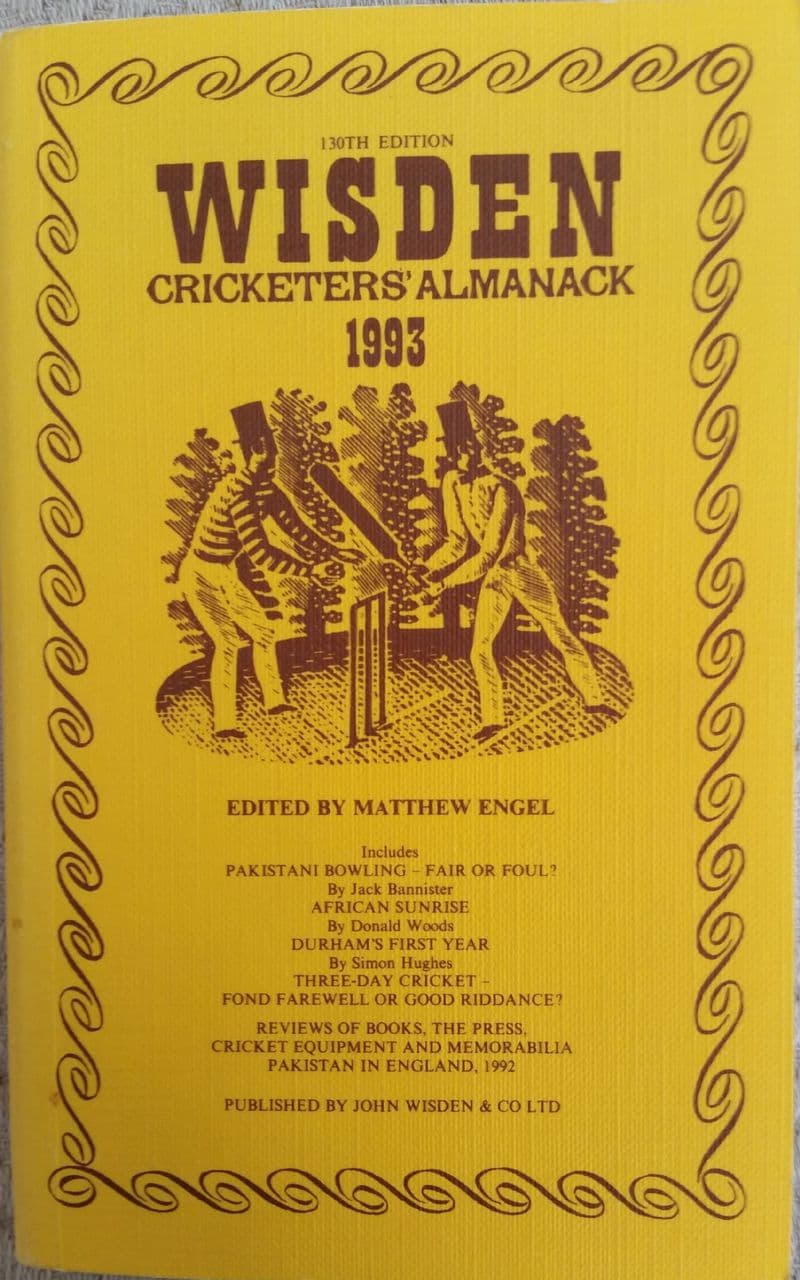 130TH EDITION
WISDEN
CRICKETERS' ALMANACK
1993
EDITED BY MATTHEW ENGEL
Includes
PAKISTANI BOWLING – FAIR OR FOUL?
By Jack Bannister
AFRICAN SUNRISE
By Donald Woods
DURHAM'S FIRST YEAR
By Simon Hughes
THREE-DAY CRICKET –
FOND FAREWELL OR GOOD RIDDANCE?
REVIEWS OF BOOKS, THE PRESS,
CRICKET EQUIPMENT AND MEMORABILIA
PAKISTAN IN ENGLAND, 1992
PUBLISHED BY JOHN WISDEN & CO LTD